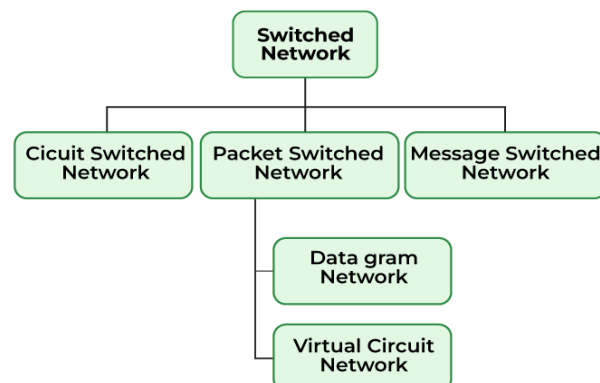 Switched
Network
Cicuit Switched
Network
Packet Switched
Network
Message Switched
Network
Data gram
Network
Virtual Circuit
Network